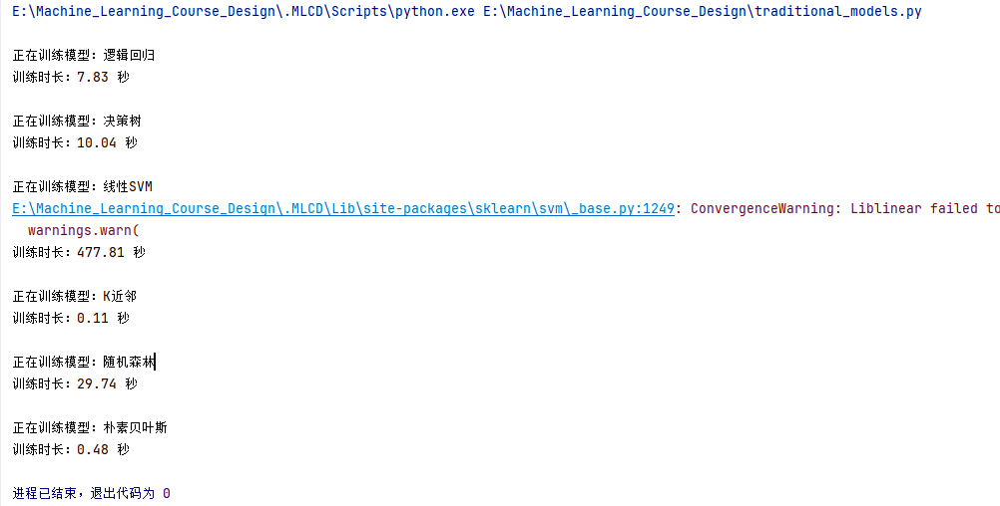 E:\Machine_Learning_Course_Design\.MLCD\Scripts\python.exe E:\Machine_Learning_Course_Design\traditional_models.py
正在训练模型：逻辑回归
训练时长：7.83 秒
正在训练模型：决策树
训练时长：10.04 秒
正在训练模型：线性SVM
E:\Machine_Learning_Course_Design\.MLCD\Lib\site-packages\sklearn\svm\_base.py:1249: ConvergenceWarning: Liblinear failed to
warnings.warn(
训练时长：477.81 秒
正在训练模型：K近邻
训练时长：0.11 秒
正在训练模型：随机森林
训练时长：29.74 秒
正在训练模型：朴素贝叶斯
训练时长：0.48 秒
进程已结束，退出代码为 0